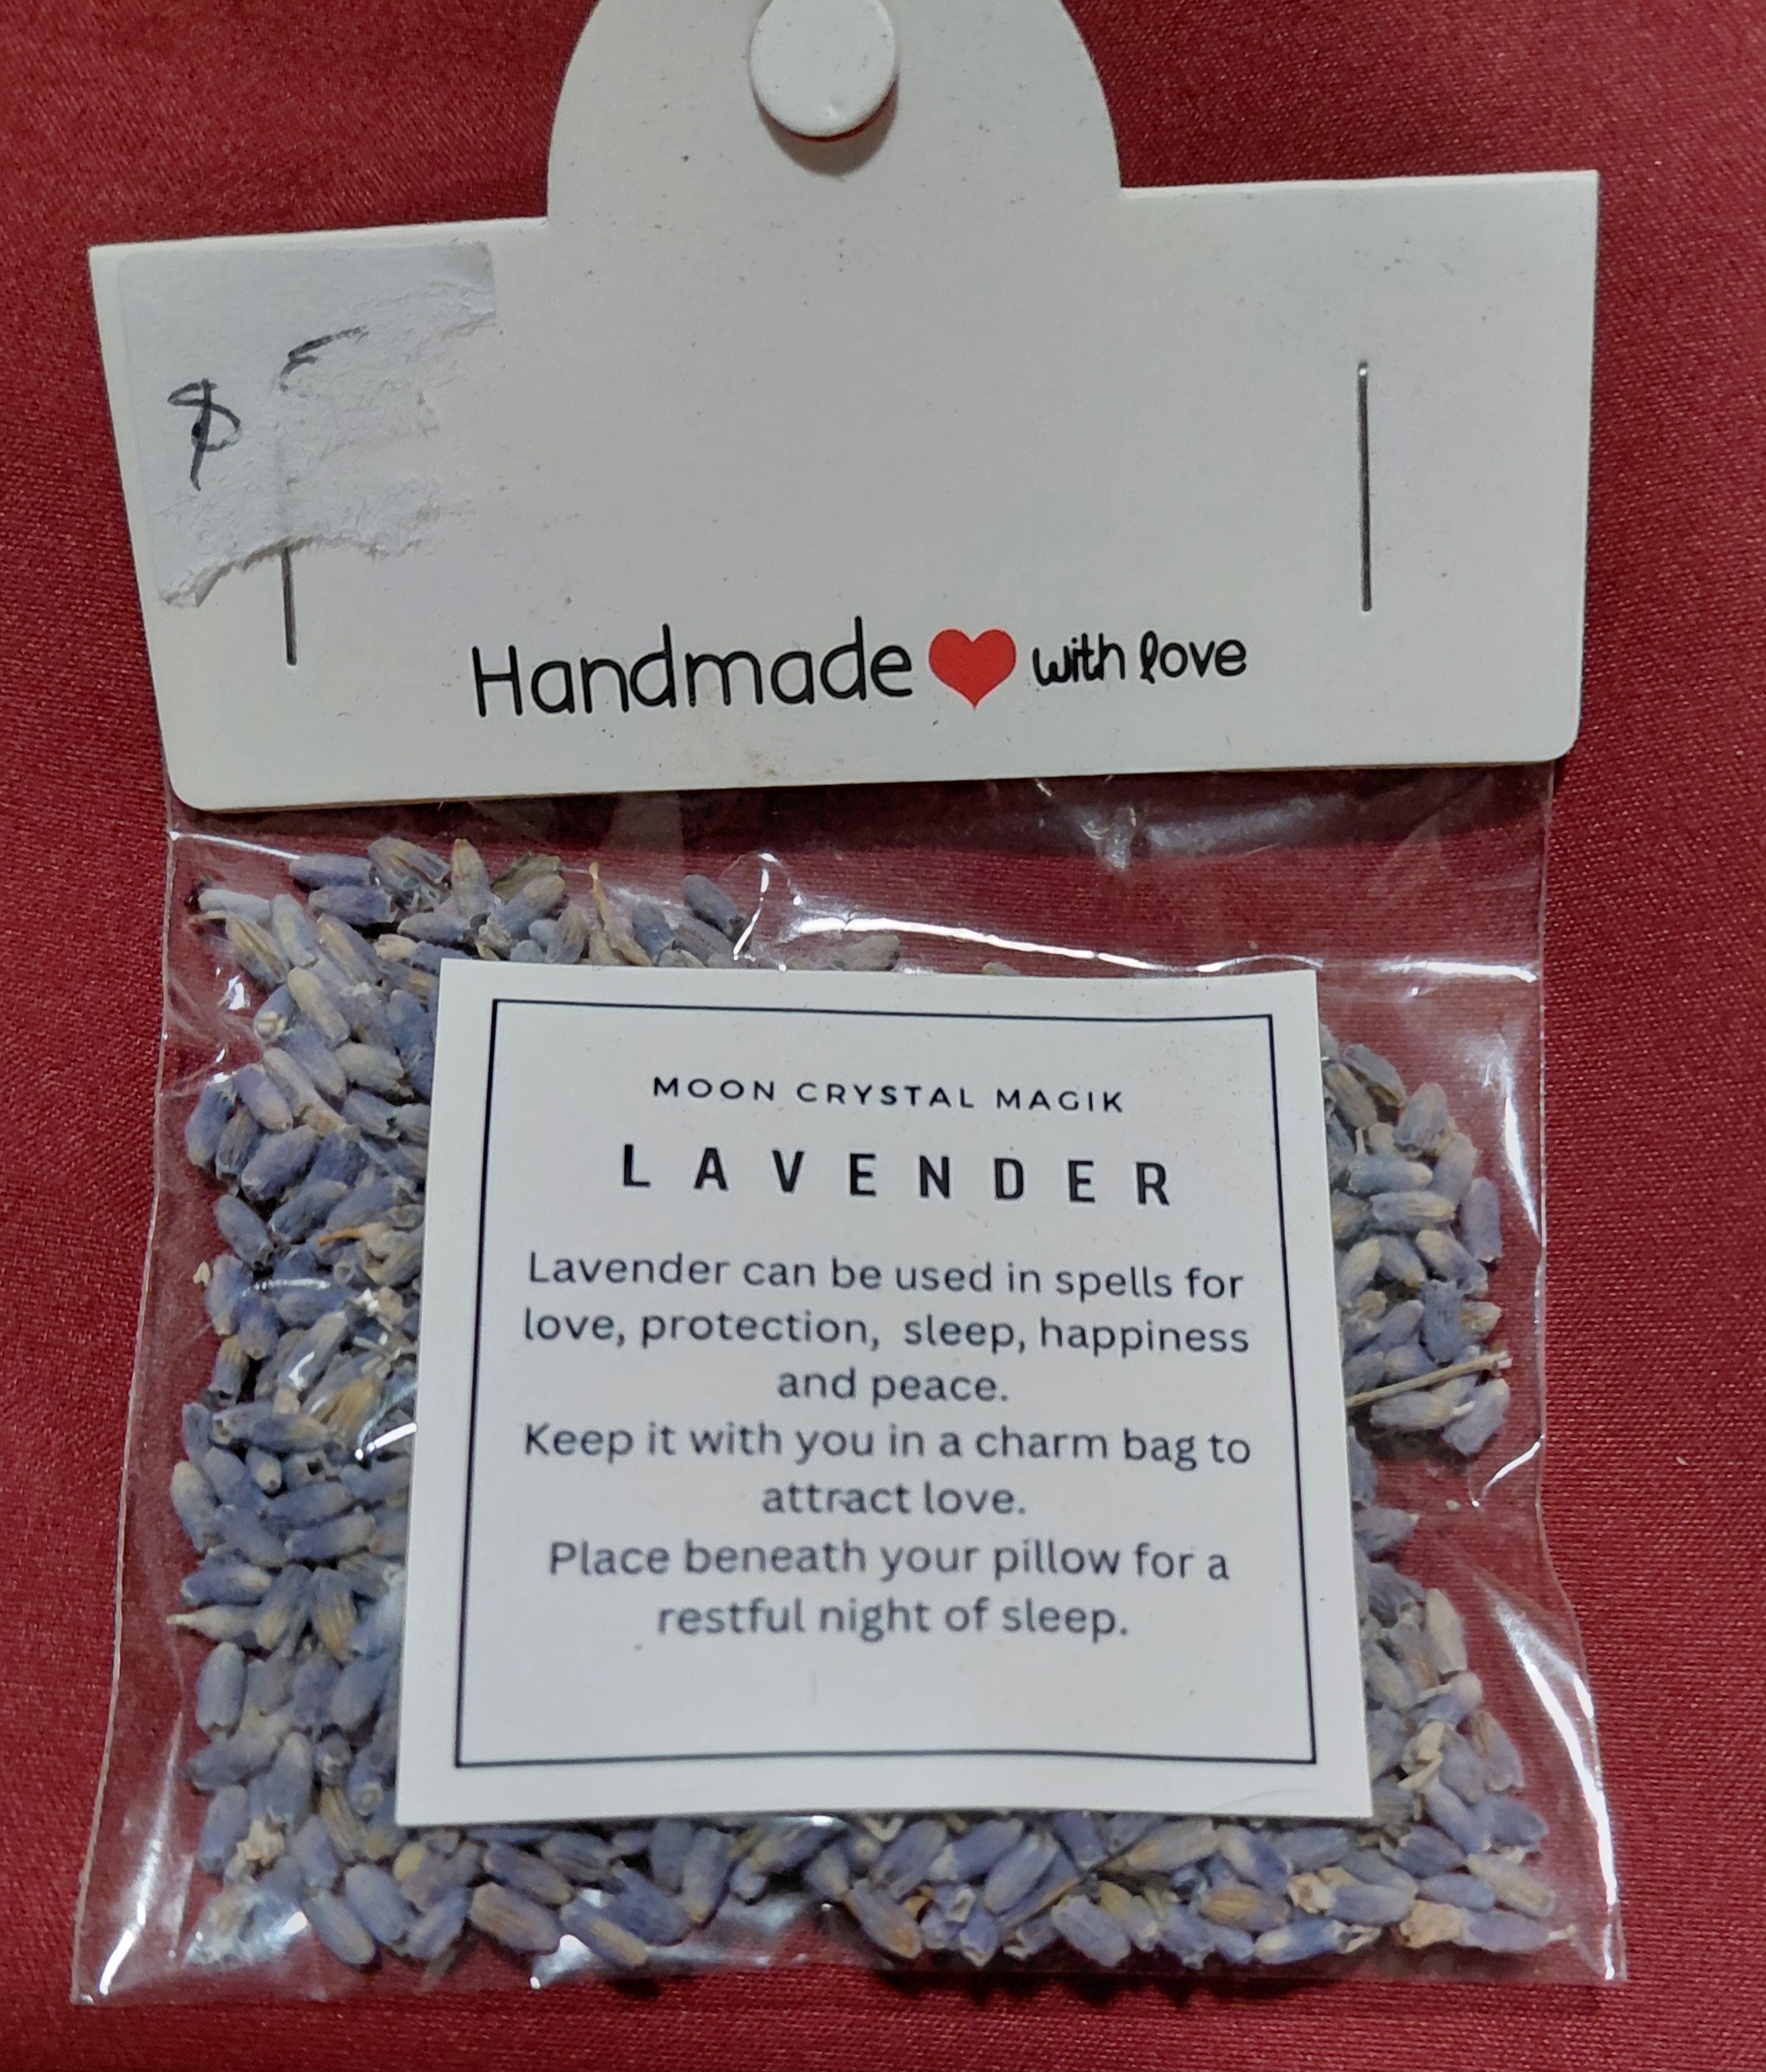 $
Handmade with love
MOON CRYSTAL MAGIK
LAVENDER
Lavender can be used in spells for
love, protection, sleep, happiness
and peace.
Keep it with you in a charm bag to
attract love.
Place beneath your pillow for a
restful night of sleep.